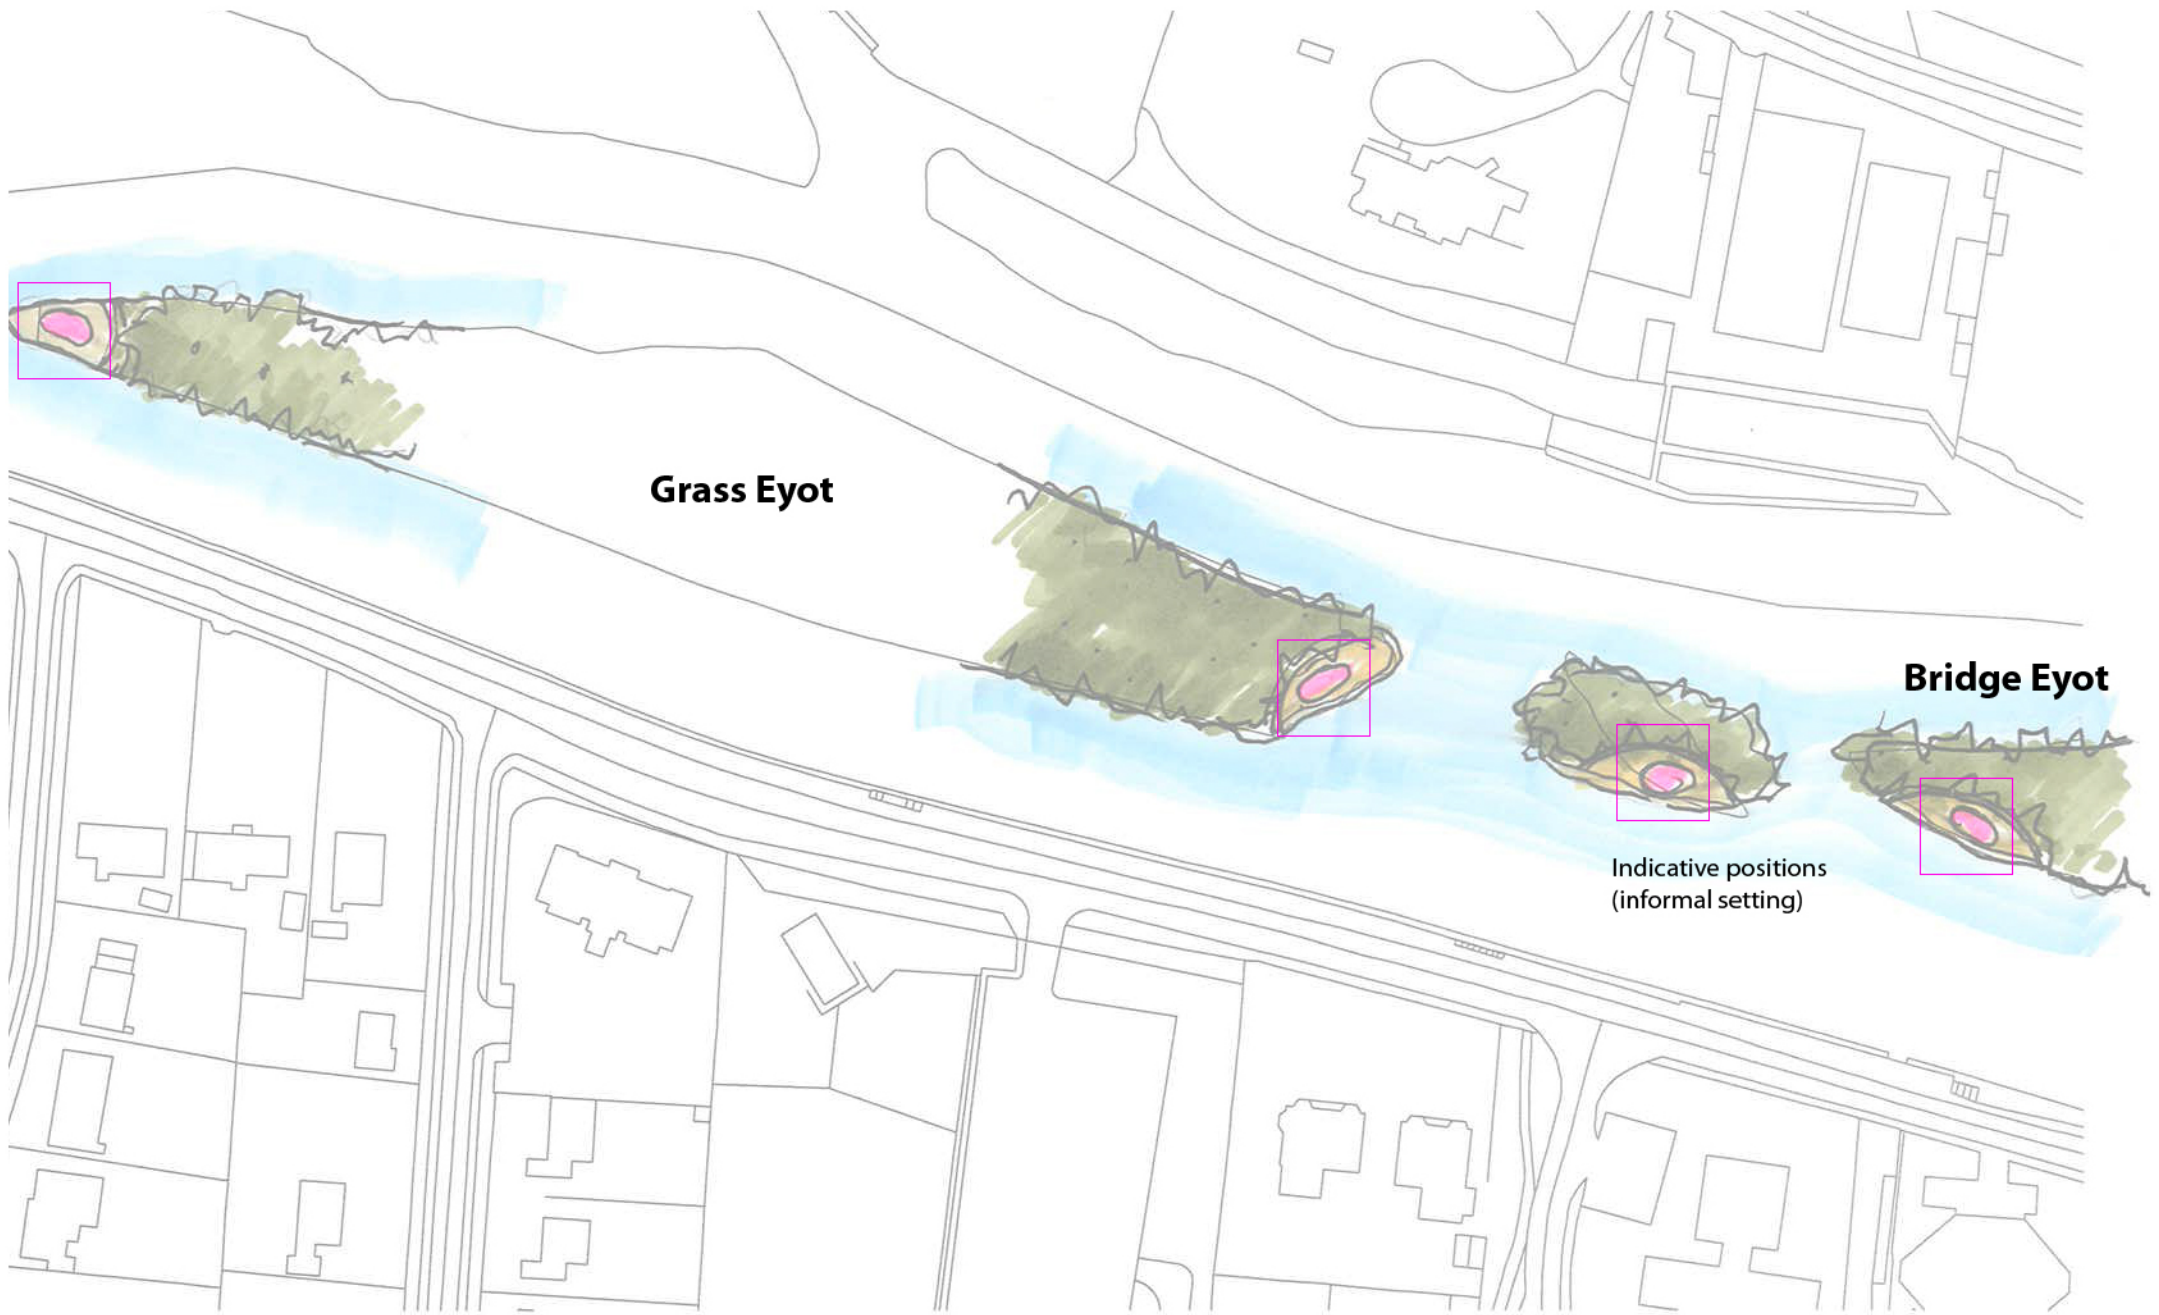 Grass Eyot
Bridge Eyot
Indicative positions
(informal setting)